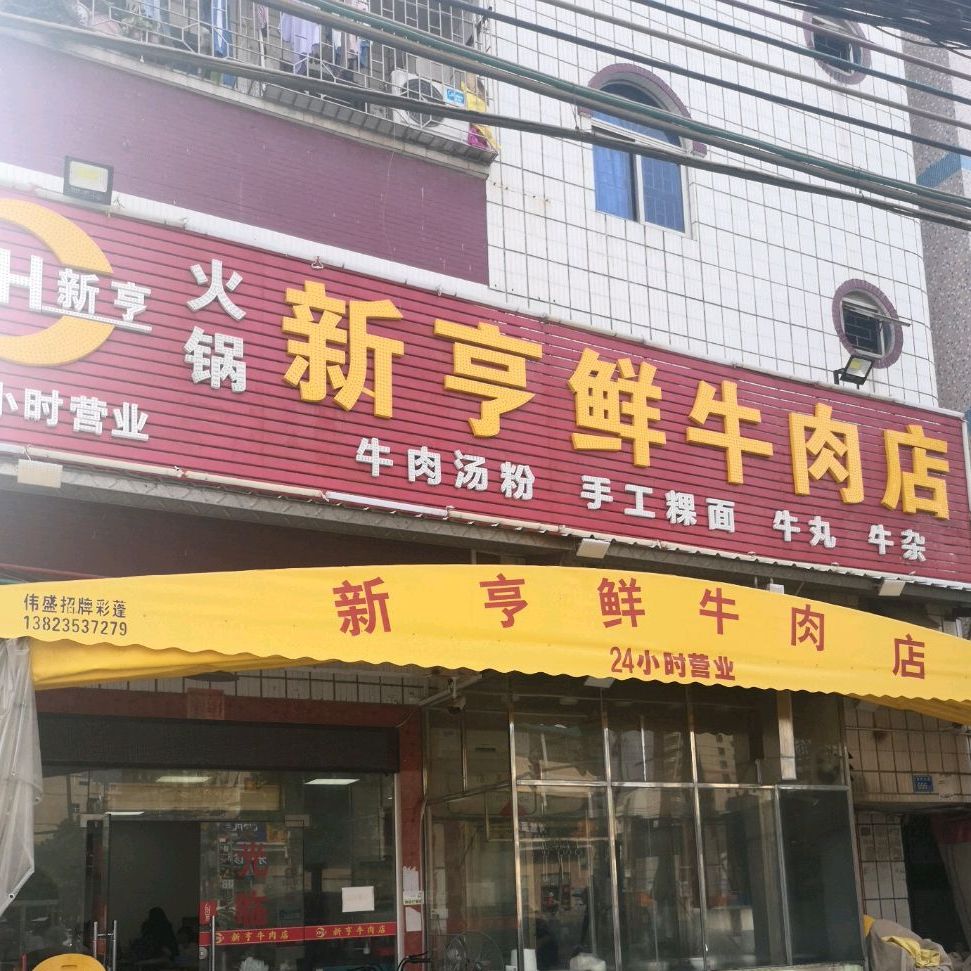 H新亨
小时营业
火锅
新亨鲜牛肉店
牛肉汤粉 手工粿面 牛丸 牛杂
伟盛招牌彩蓬
13823537279
新亨鲜牛肉店
24小时营业
新亨牛肉店 新亨牛肉店